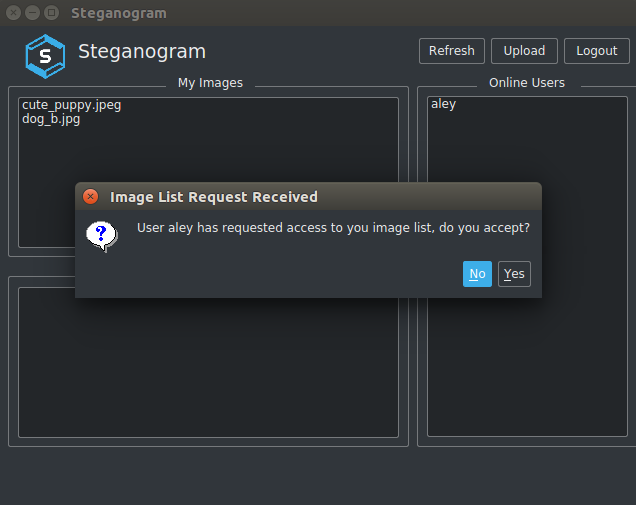 Steganogram
S
Steganogram
Refresh
Upload
Logout
My Images
Online Users
cute_puppy.jpeg
dog_b.jpg
aley
Image List Request Received
?
User aley has requested access to you image list, do you accept?
No
Yes